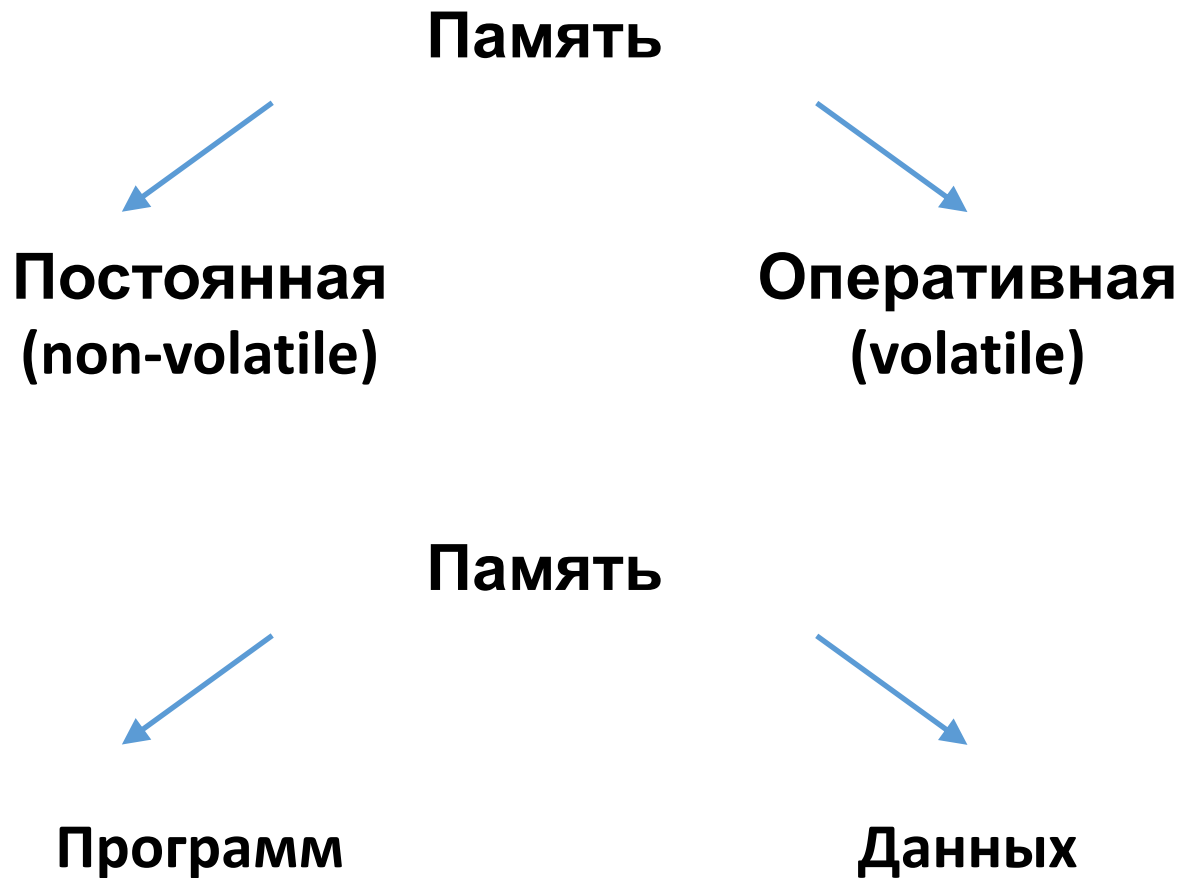 Память
Постоянная
(non-volatile)
Оперативная
(volatile)
Память
Программ
Данных